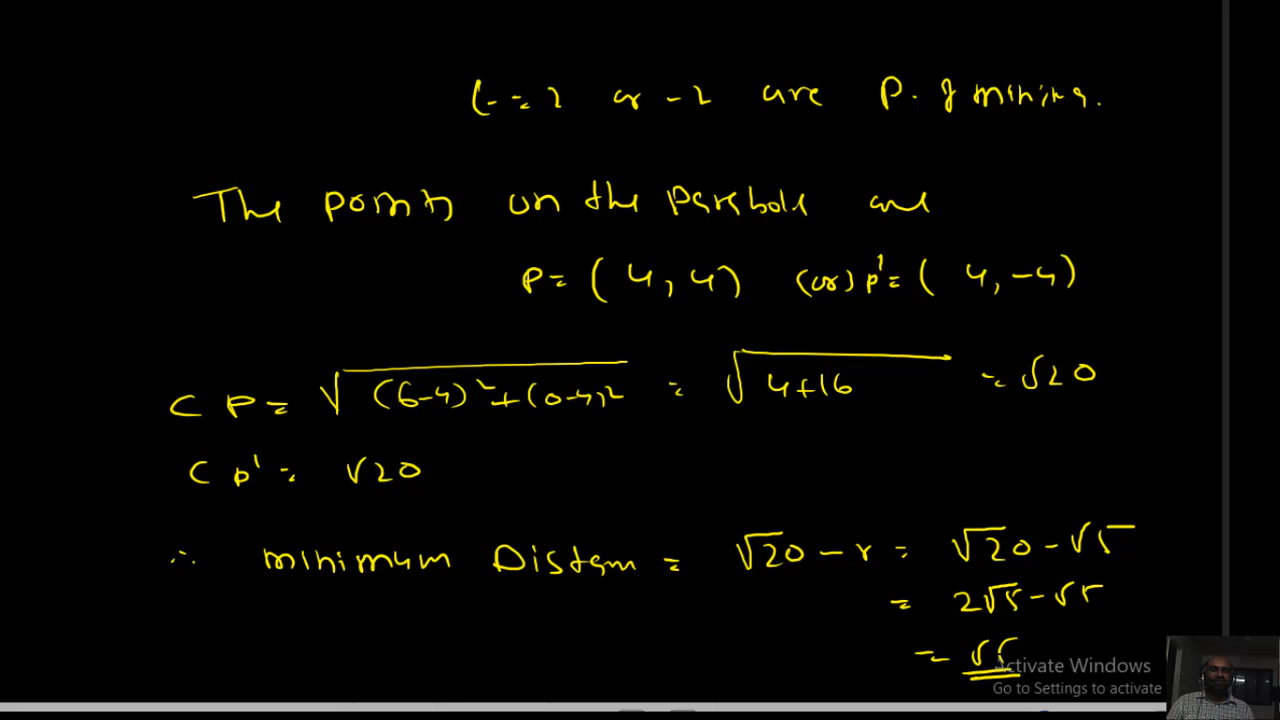 t = 2 or -2 are P. of minima.
The points on the parabola are
P = ( 4, 4) (or) P' = ( 4, -4)
CP = √(6-4)² + (0-4)² = √4+16 = √20
CP' = √20
∴ minimum Distan = √20 - r = √20 - √5
= 2√5 - √5
= √5
Activate Windows
Go to Settings to activate